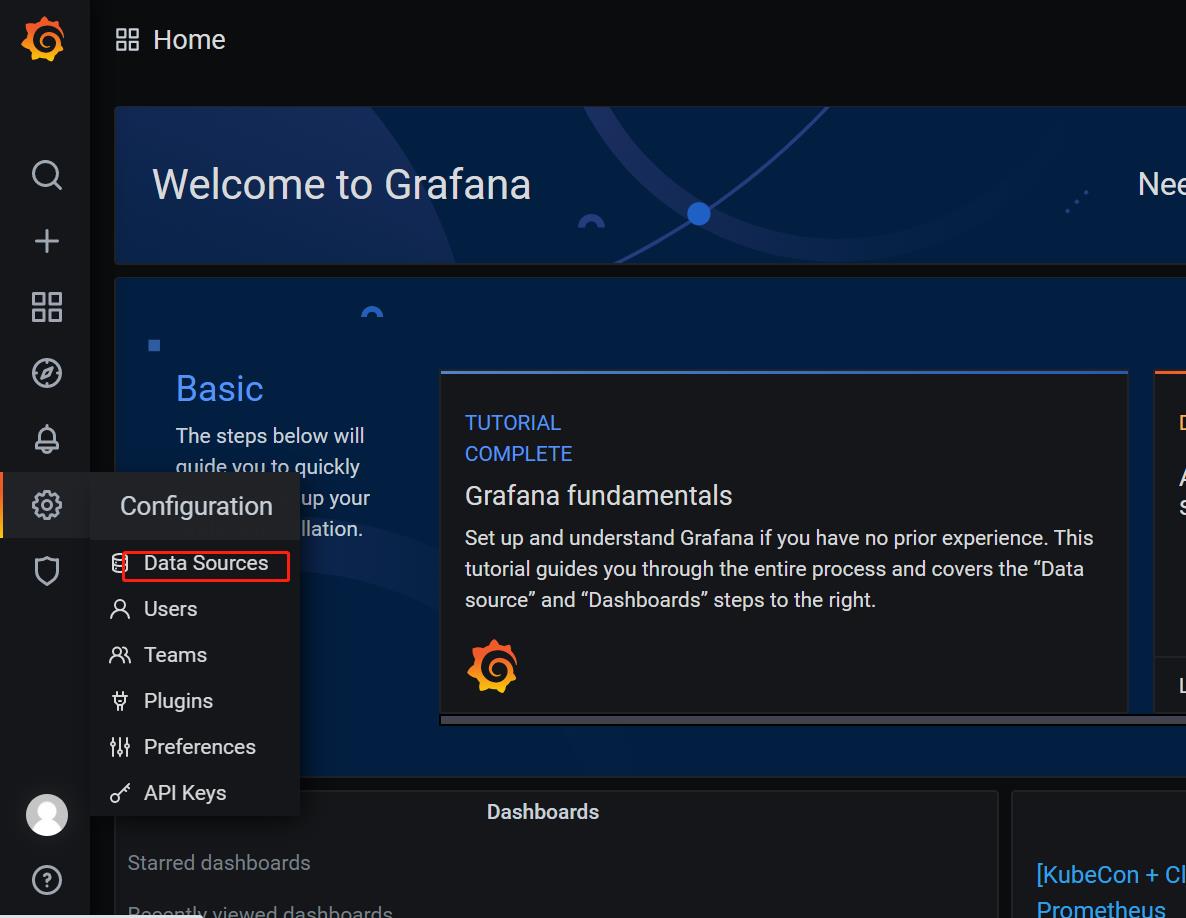 Home
Welcome to Grafana
Basic
The steps below will
guide you to quickly
up your
llation.
TUTORIAL
COMPLETE
Grafana fundamentals
Set up and understand Grafana if you have no prior experience. This
tutorial guides you through the entire process and covers the “Data
source” and “Dashboards” steps to the right.
Configuration
Data Sources
Users
Teams
Plugins
Preferences
API Keys
Dashboards
Starred dashboards
Recently viewed dashboards
[KubeCon + Cl
Prometheus